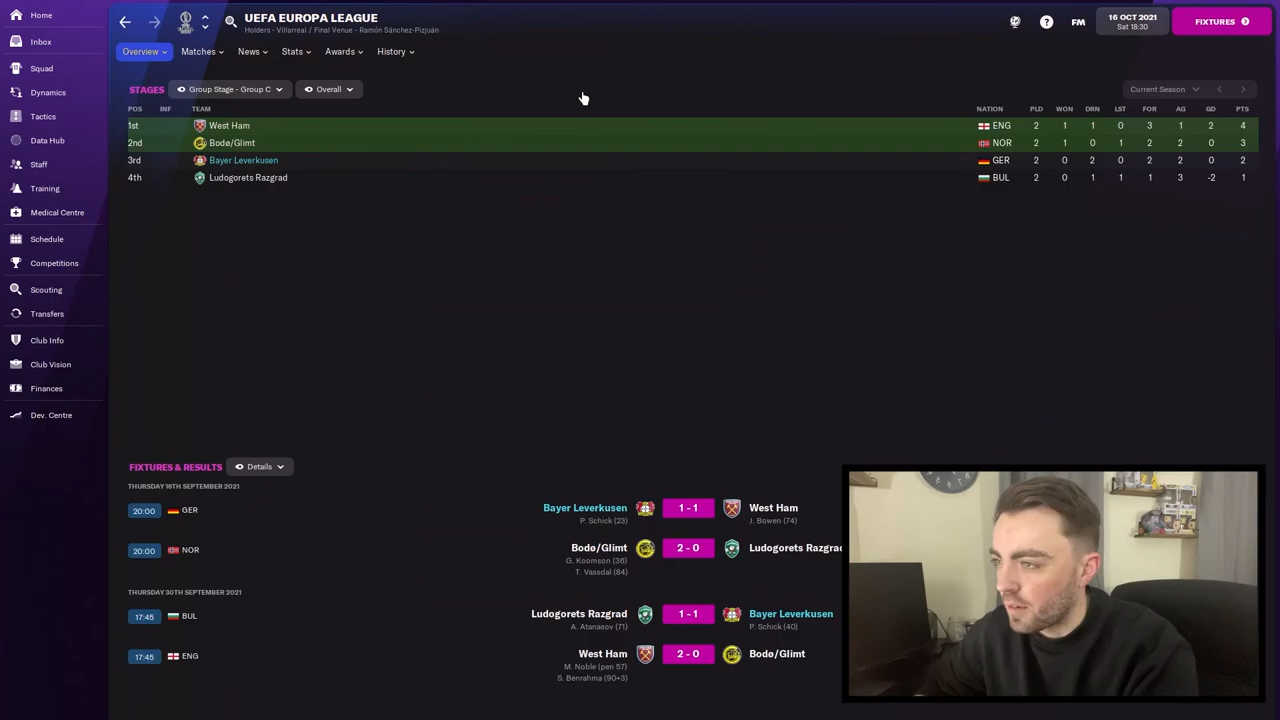 Home
Inbox
Squad
Dynamics
Tactics
Data Hub
Staff
Training
Medical Centre
Schedule
Competitions
Scouting
Transfers
Club Info
Club Vision
Finances
Dev. Centre
UEFA EUROPA LEAGUE
Holders - Villarreal / Final Venue - Ramón Sánchez-Pizjuán
FM
16 OCT 2021
Sat 18:30
FIXTURES
Overview Matches News Stats Awards History
STAGES Group Stage - Group C Overall Current Season
POS INF TEAM NATION PLD WON DRN LST FOR AG GD PTS
1st West Ham ENG 2 1 1 0 3 1 2 4
2nd Bodø/Glimt NOR 2 1 0 1 2 2 0 3
3rd Bayer Leverkusen GER 2 0 2 0 2 2 0 2
4th Ludogorets Razgrad BUL 2 0 1 1 1 3 -2 1
FIXTURES & RESULTS Details
THURSDAY 16TH SEPTEMBER 2021
20:00 GER Bayer Leverkusen 1 - 1 West Ham
P. Schick (23) J. Bowen (74)
20:00 NOR Bodø/Glimt 2 - 0 Ludogorets Razgrad
G. Koomson (36)
T. Vassdal (84)
THURSDAY 30TH SEPTEMBER 2021
17:45 BUL Ludogorets Razgrad 1 - 1 Bayer Leverkusen
A. Atanasov (71) P. Schick (40)
17:45 ENG West Ham 2 - 0 Bodø/Glimt
M. Noble (pen 57)
S. Benrahma (90+3)